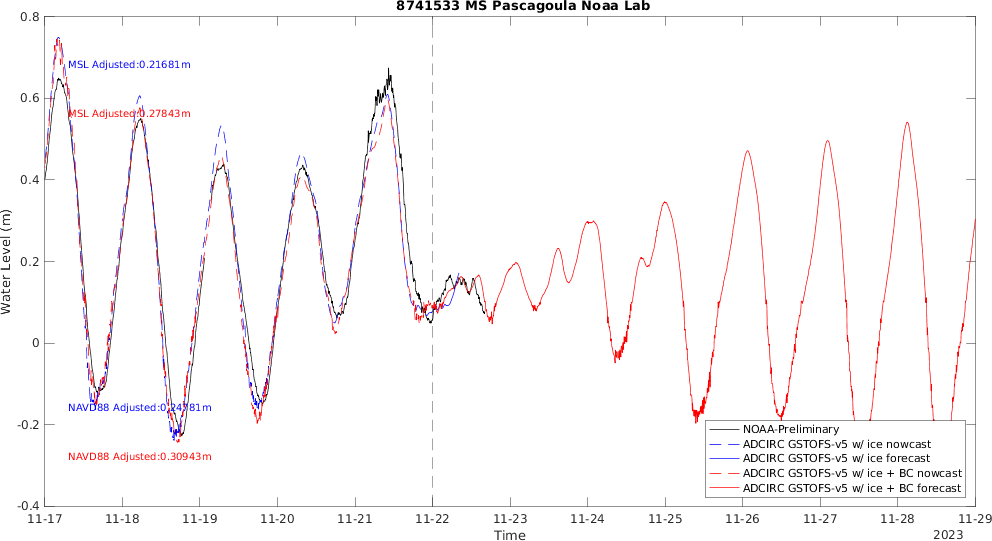 8741533 MS Pascagoula Noaa Lab
0.8
0.6
0.4
0.2
0
-0.2
-0.4
Water Level (m)
MSL Adjusted:0.21681m
MSL Adjusted:0.27843m
NAVD88 Adjusted:0.24781m
NAVD88 Adjusted:0.30943m
NOAA-Preliminary
ADCIRC GSTOFS-v5 w/ ice nowcast
ADCIRC GSTOFS-v5 w/ ice forecast
ADCIRC GSTOFS-v5 w/ ice + BC nowcast
ADCIRC GSTOFS-v5 w/ ice + BC forecast
11-17 11-18 11-19 11-20 11-21 11-22 11-23 11-24 11-25 11-26 11-27 11-28 11-29
Time
2023